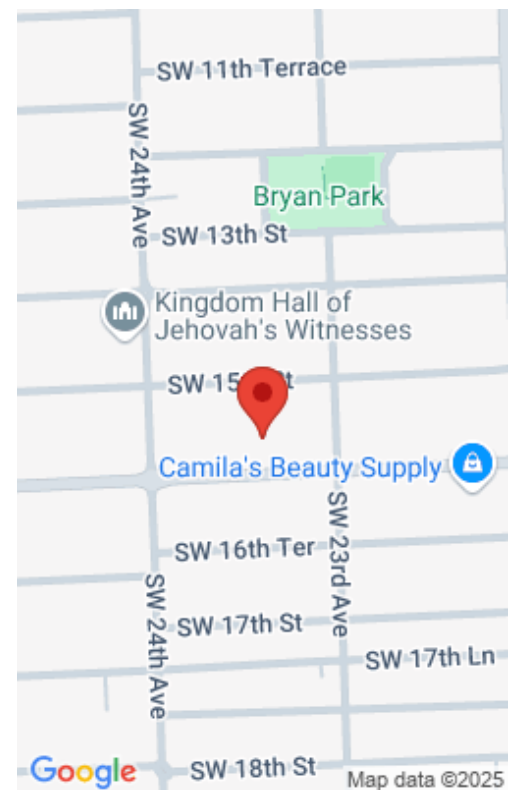 SW 11th Terrace
SW 24th Ave
Bryan Park
SW 13th St
Kingdom Hall of
Jehovah's Witnesses
SW 15
Camila's Beauty Supply
SW 23rd Ave
SW 16th Ter
SW 24th Ave
SW 17th St
SW 17th Ln
SW 18th St
Google
Map data ©2025